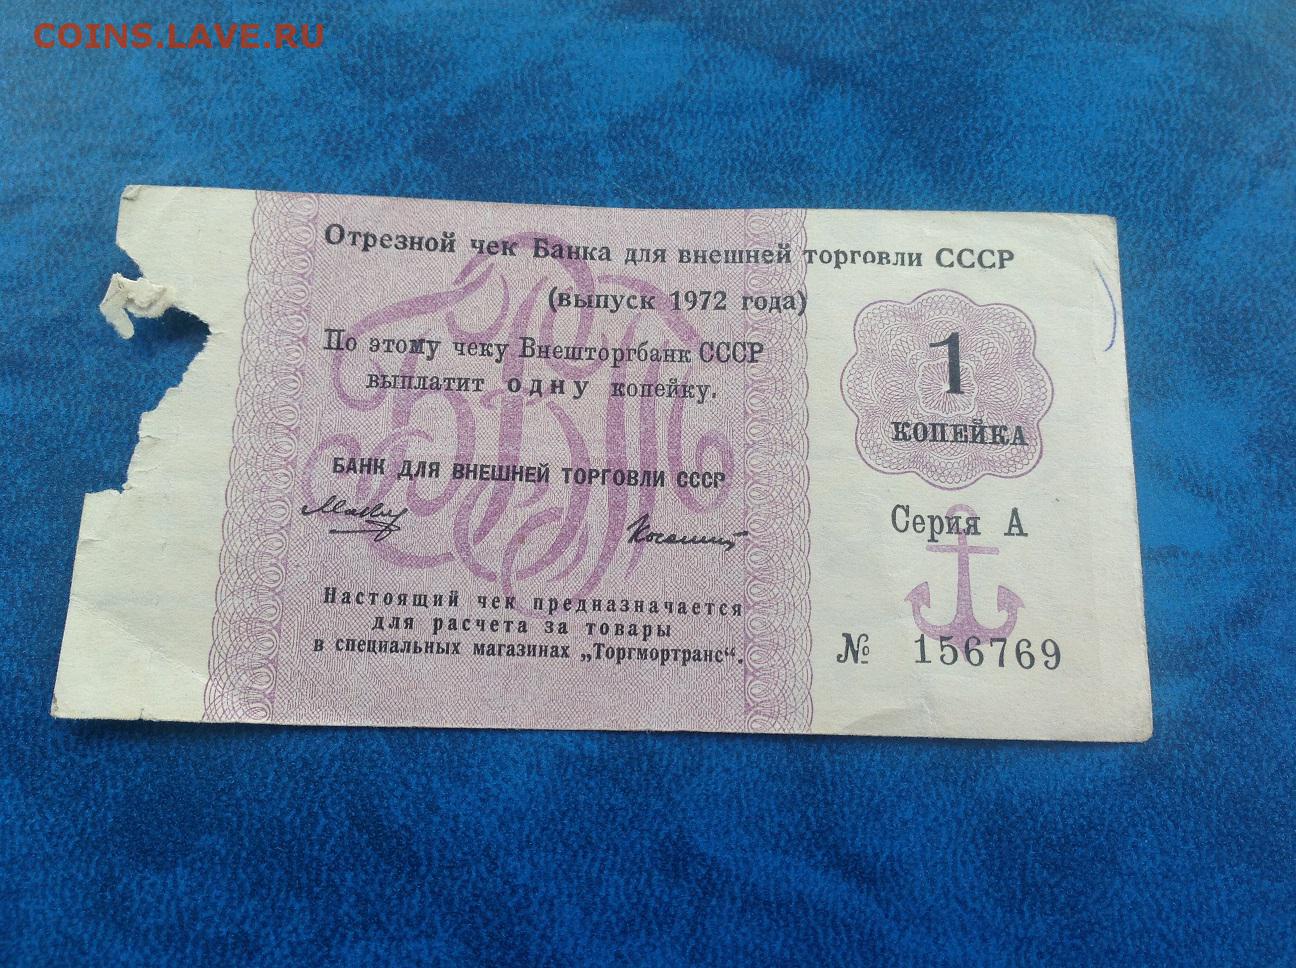 COINS.LAVE.RU
Отрезной чек Банка для внешней торговли СССР
(выпуск 1972 года)
По этому чеку Внешторгбанк СССР
выплатит одну копейку.
1
КОПЕЙКА
БАНК ДЛЯ ВНЕШНЕЙ ТОРГОВЛИ СССР
Серия А
Настоящий чек предназначается
для расчета за товары
в специальных магазинах „Торгмортранс“.
№ 156769